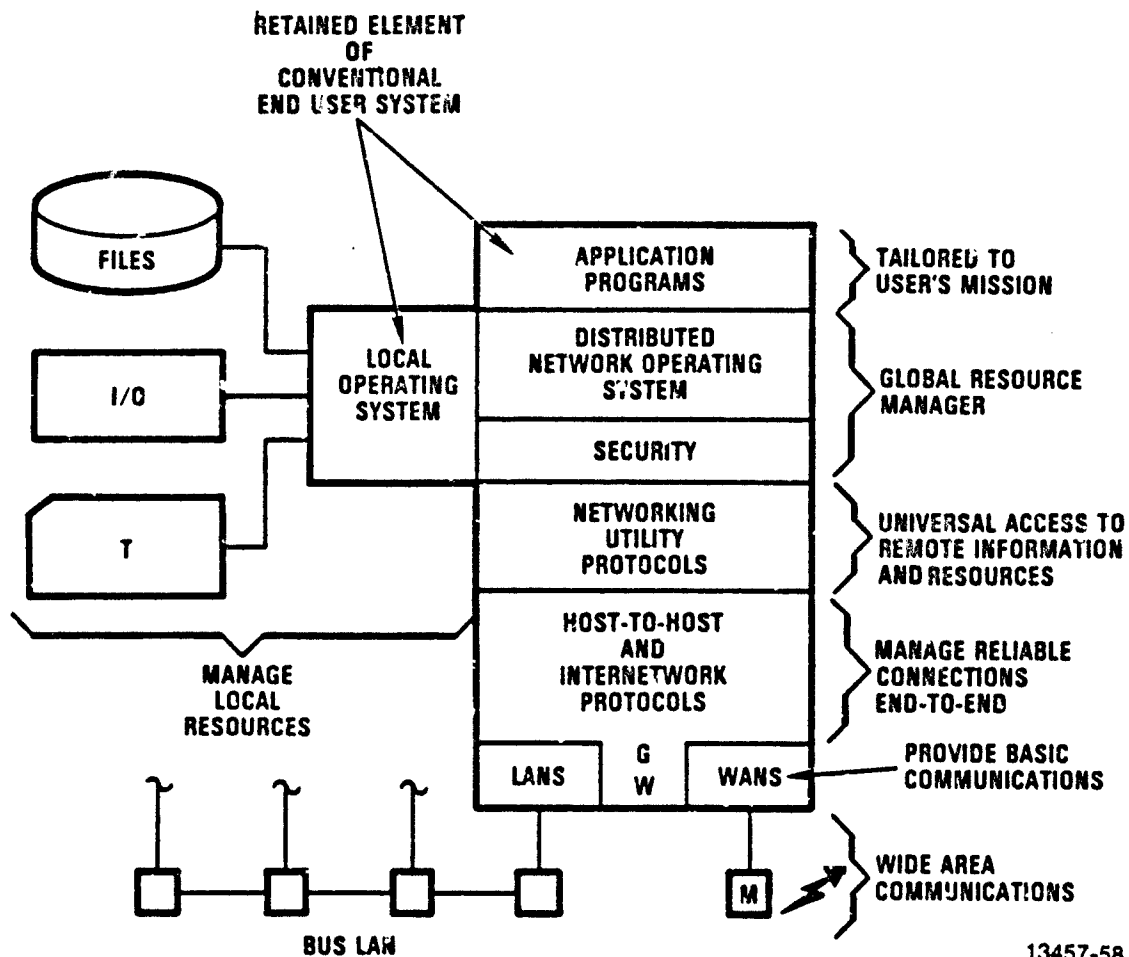 RETAINED ELEMENT
OF
CONVENTIONAL
END USER SYSTEM
FILES
I/O
T
LOCAL
OPERATING
SYSTEM
APPLICATION
PROGRAMS
DISTRIBUTED
NETWORK OPERATING
SYSTEM
SECURITY
NETWORKING
UTILITY
PROTOCOLS
HOST-TO-HOST
AND
INTERNETWORK
PROTOCOLS
LANS
G
W
WANS
TAILORED TO
USER'S MISSION
GLOBAL RESOURCE
MANAGER
UNIVERSAL ACCESS TO
REMOTE INFORMATION
AND RESOURCES
MANAGE RELIABLE
CONNECTIONS
END-TO-END
PROVIDE BASIC
COMMUNICATIONS
MANAGE
LOCAL
RESOURCES
M
WIDE AREA
COMMUNICATIONS
BUS LAN
13457-58